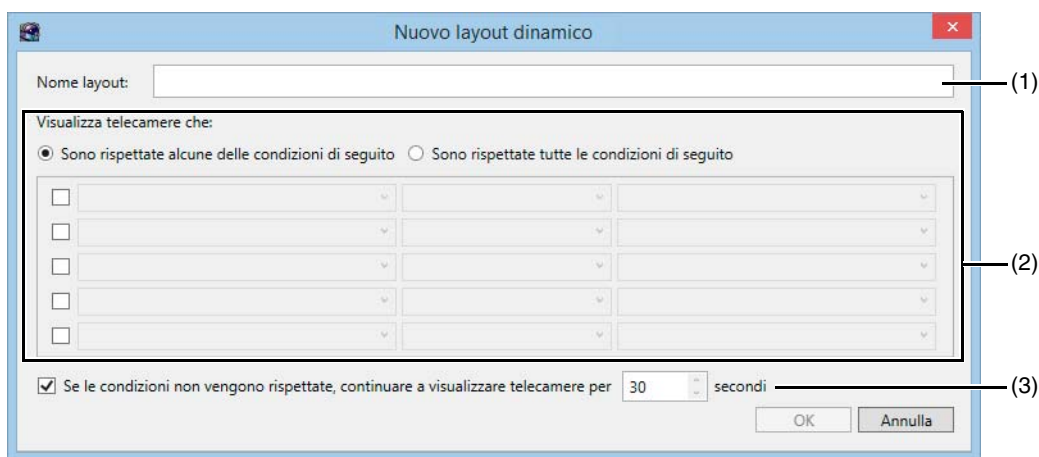 Nuovo layout dinamico
Nome layout:
(1)
Visualizza telecamere che:
Sono rispettate alcune delle condizioni di seguito Sono rispettate tutte le condizioni di seguito
(2)
Se le condizioni non vengono rispettate, continuare a visualizzare telecamere per 30 secondi
(3)
OK Annulla